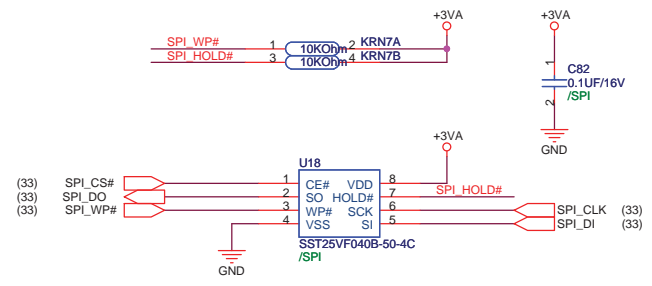 +3VA +3VA
SPI_WP# 1 10KOhm 2 KRN7A
SPI_HOLD# 3 10KOhm 4 KRN7B
1 C82
0.1UF/16V
2 /SPI
GND
+3VA
U18
(33) SPI_CS# 1 CE# VDD 8
(33) SPI_DO 2 SO HOLD# 7 SPI_HOLD#
(33) SPI_WP# 3 WP# SCK 6 SPI_CLK (33)
4 VSS SI 5 SPI_DI (33)
SST25VF040B-50-4C
/SPI
GND